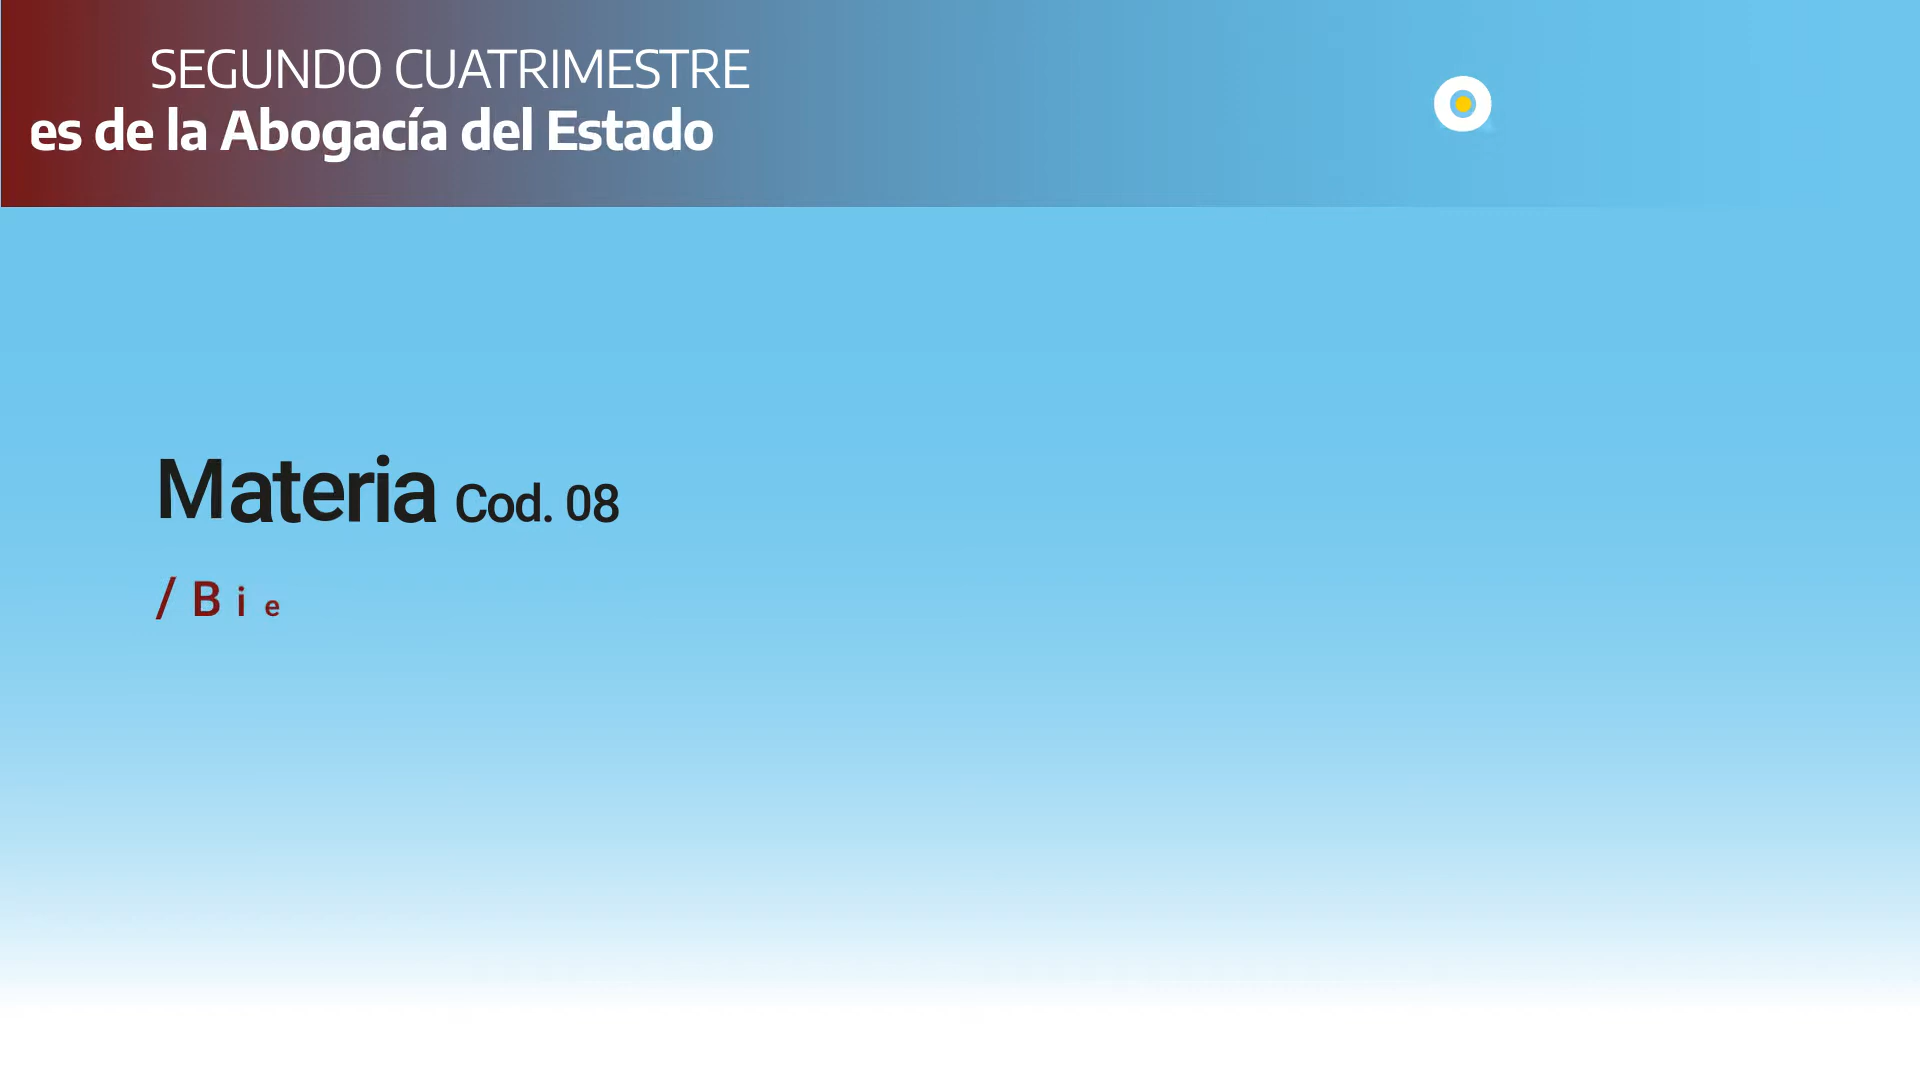 SEGUNDO CUATRIMESTRE
es de la Abogacía del Estado
Materia Cod. 08
/ B i e